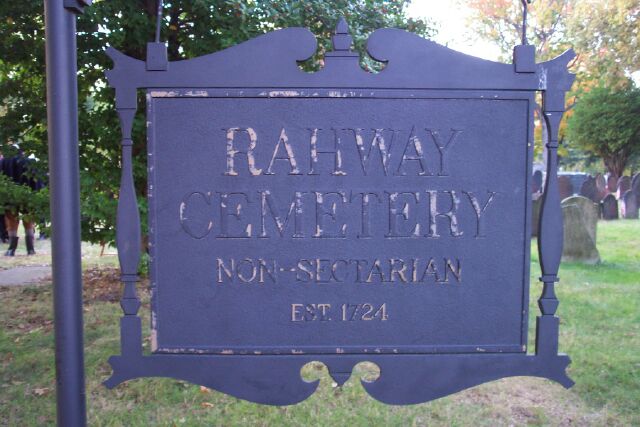 RAHWAY
CEMETERY
NON-SECTARIAN
EST. 1724